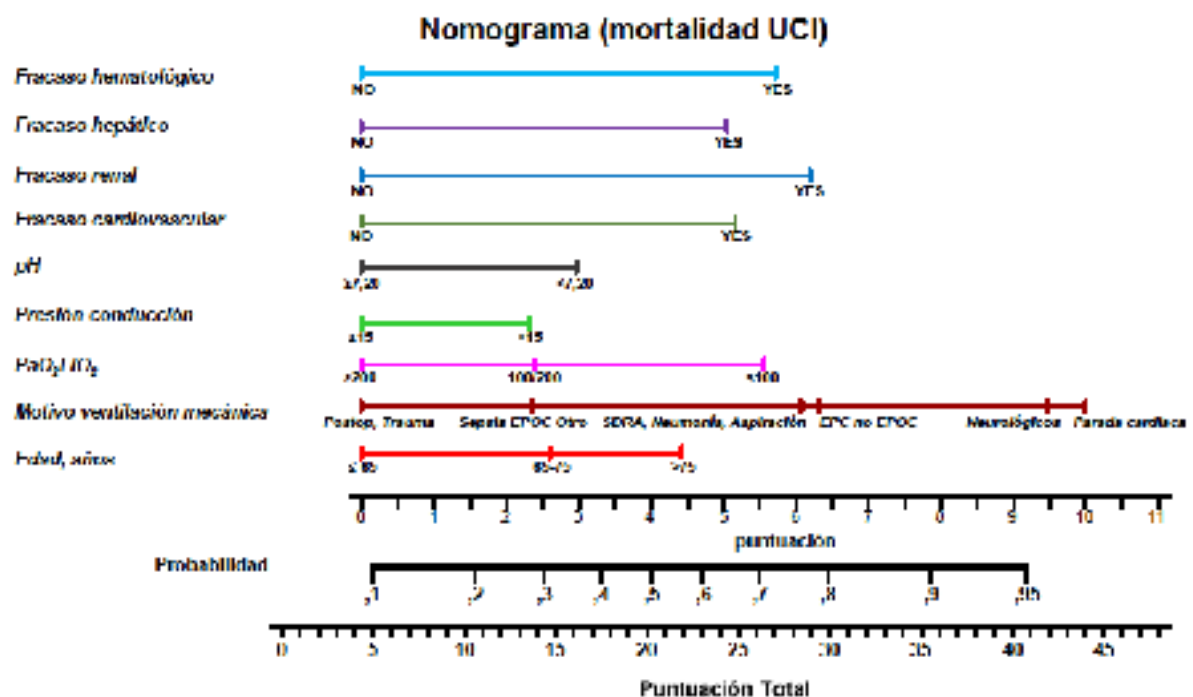 Nomograma (mortalidad UCI)
Fracaso hematológico
NO YES
Fracaso hepático
NO YES
Fracaso renal
NO YES
Fracaso cardiovascular
NO YES
pH
≥7,20 <7,20
Presión conducción
≤15 >15
PaO₂/FIO₂
>200 100/200 <100
Motivo ventilación mecánica
Postop, Trauma Sepsis EPOC Otro SDRA, Neumonía, Aspiración EPC no EPOC Neurológicos Parada cardiaca
Edad, años
≤ 65 65-75 >75
0 1 2 3 4 5 6 7 8 9 10 11
puntuación
Probabilidad
,1 ,2 ,3 ,4 ,5 ,6 ,7 ,8 ,9 ,95
0 5 10 15 20 25 30 35 40 45
Puntuación Total